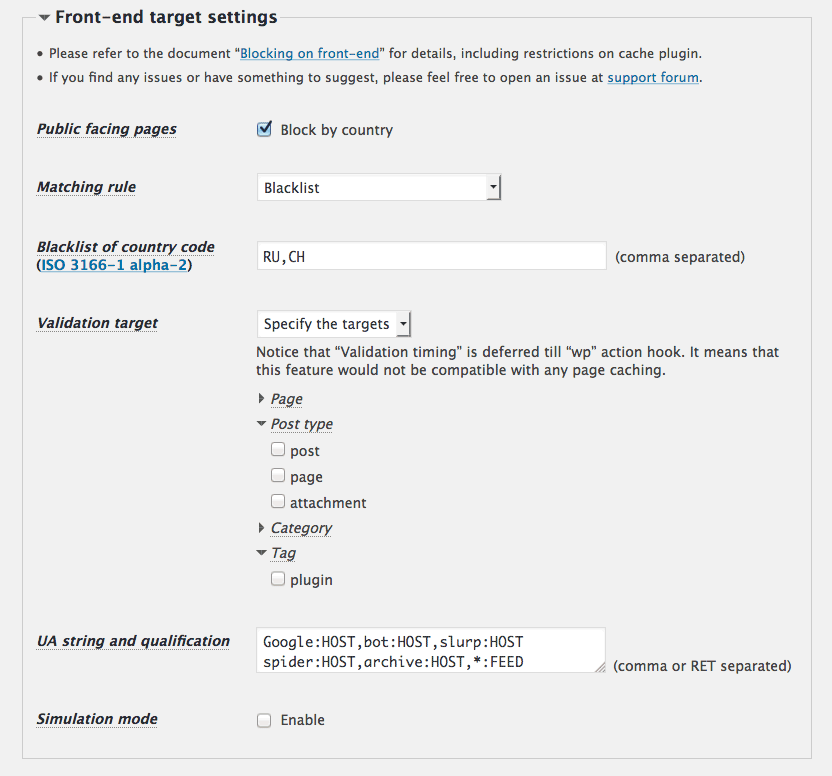 Front-end target settings
Please refer to the document “Blocking on front-end” for details, including restrictions on cache plugin.
If you find any issues or have something to suggest, please feel free to open an issue at support forum.
Public facing pages
Block by country
Matching rule
Blacklist
Blacklist of country code
(ISO 3166-1 alpha-2)
RU,CH
(comma separated)
Validation target
Specify the targets
Notice that “Validation timing” is deferred till “wp” action hook. It means that
this feature would not be compatible with any page caching.
Page
Post type
post
page
attachment
Category
Tag
plugin
UA string and qualification
Google:HOST,bot:HOST,slurp:HOST
spider:HOST,archive:HOST,*:FEED
(comma or RET separated)
Simulation mode
Enable